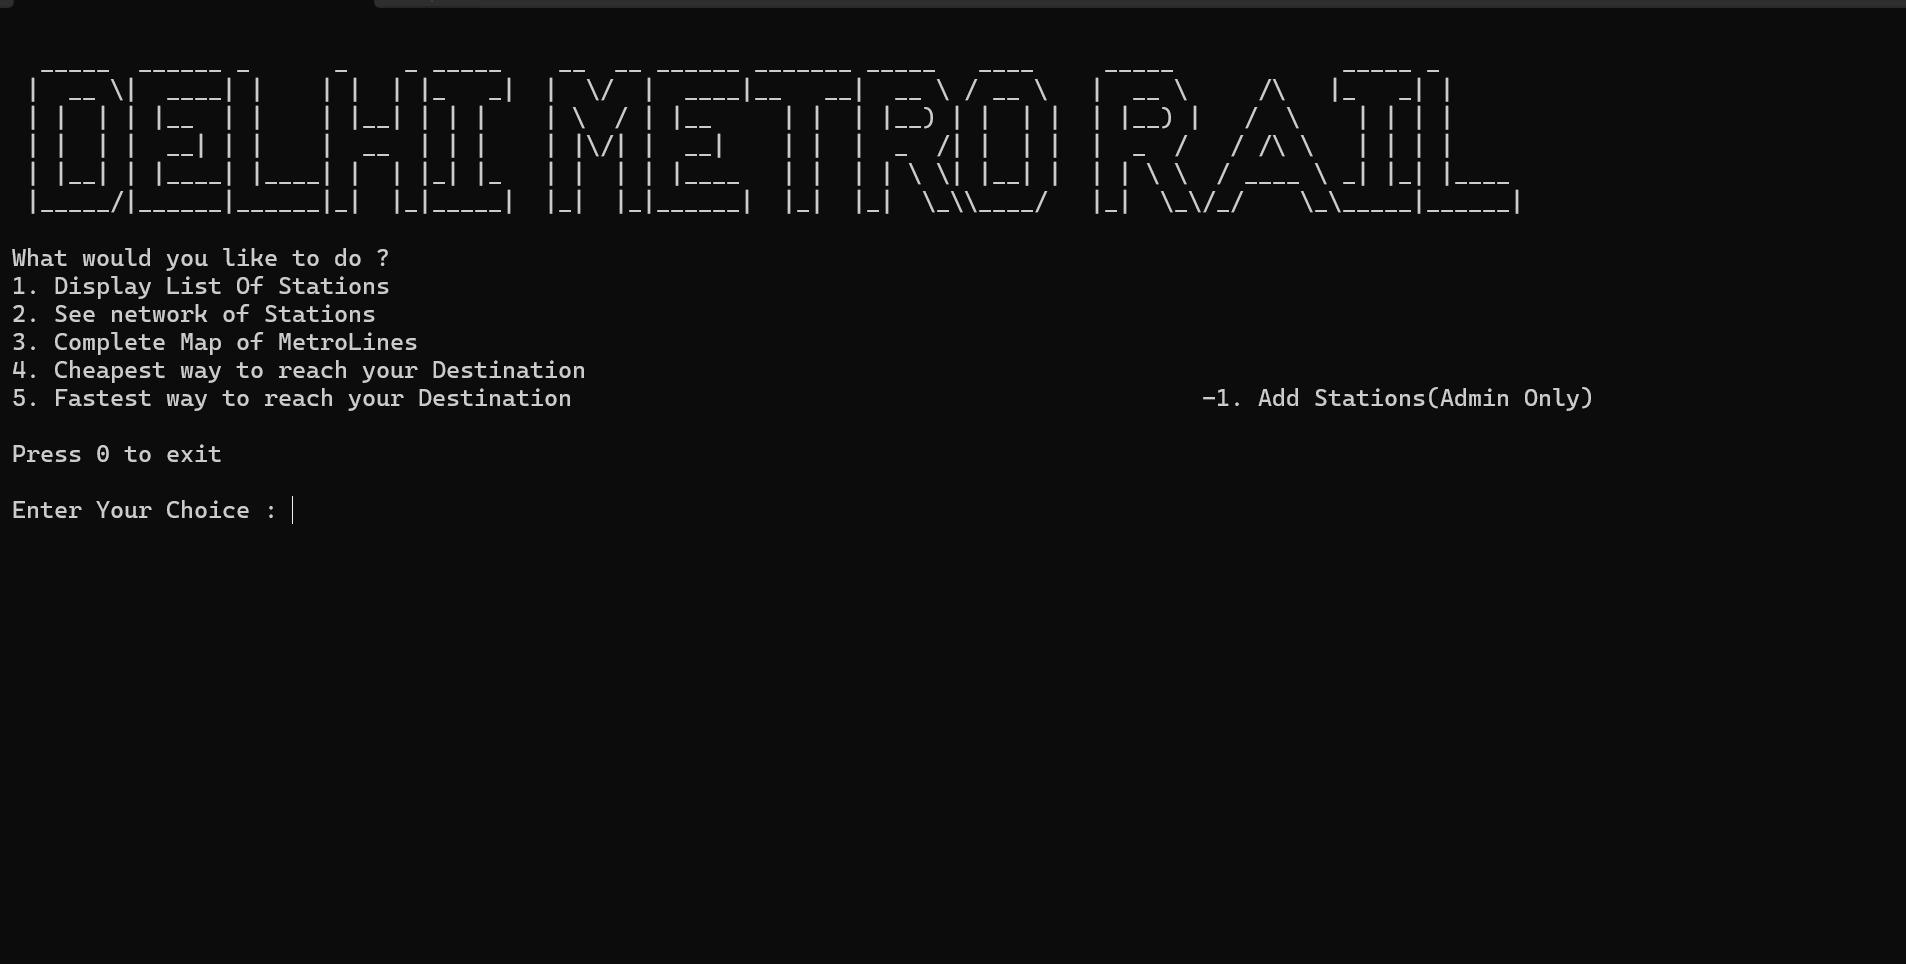 DELHI METRO RAIL
What would you like to do ?
1. Display List Of Stations
2. See network of Stations
3. Complete Map of MetroLines
4. Cheapest way to reach your Destination
5. Fastest way to reach your Destination -1. Add Stations(Admin Only)
Press 0 to exit
Enter Your Choice :